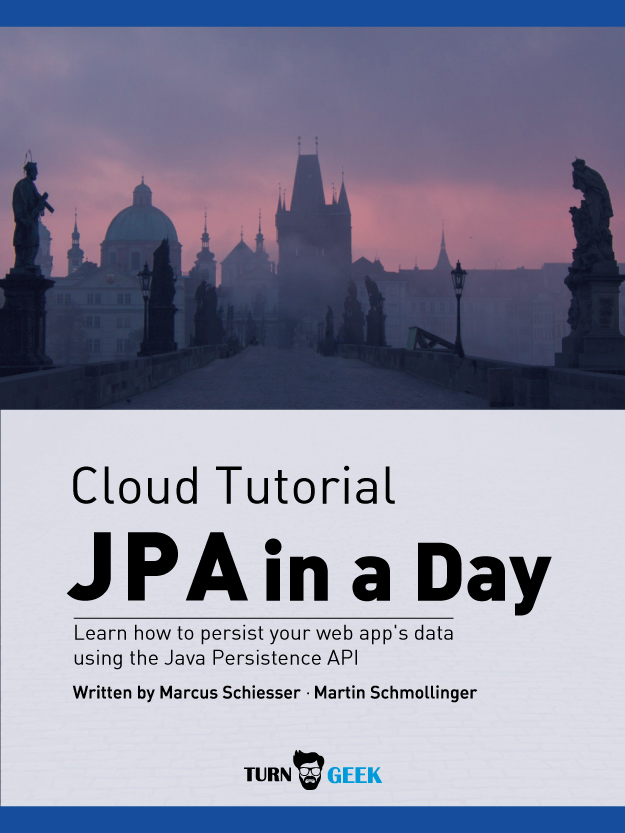 Cloud Tutorial
JPA in a Day
Learn how to persist your web app's data
using the Java Persistence API
Written by Marcus Schiesser · Martin Schmollinger
TURN GEEK